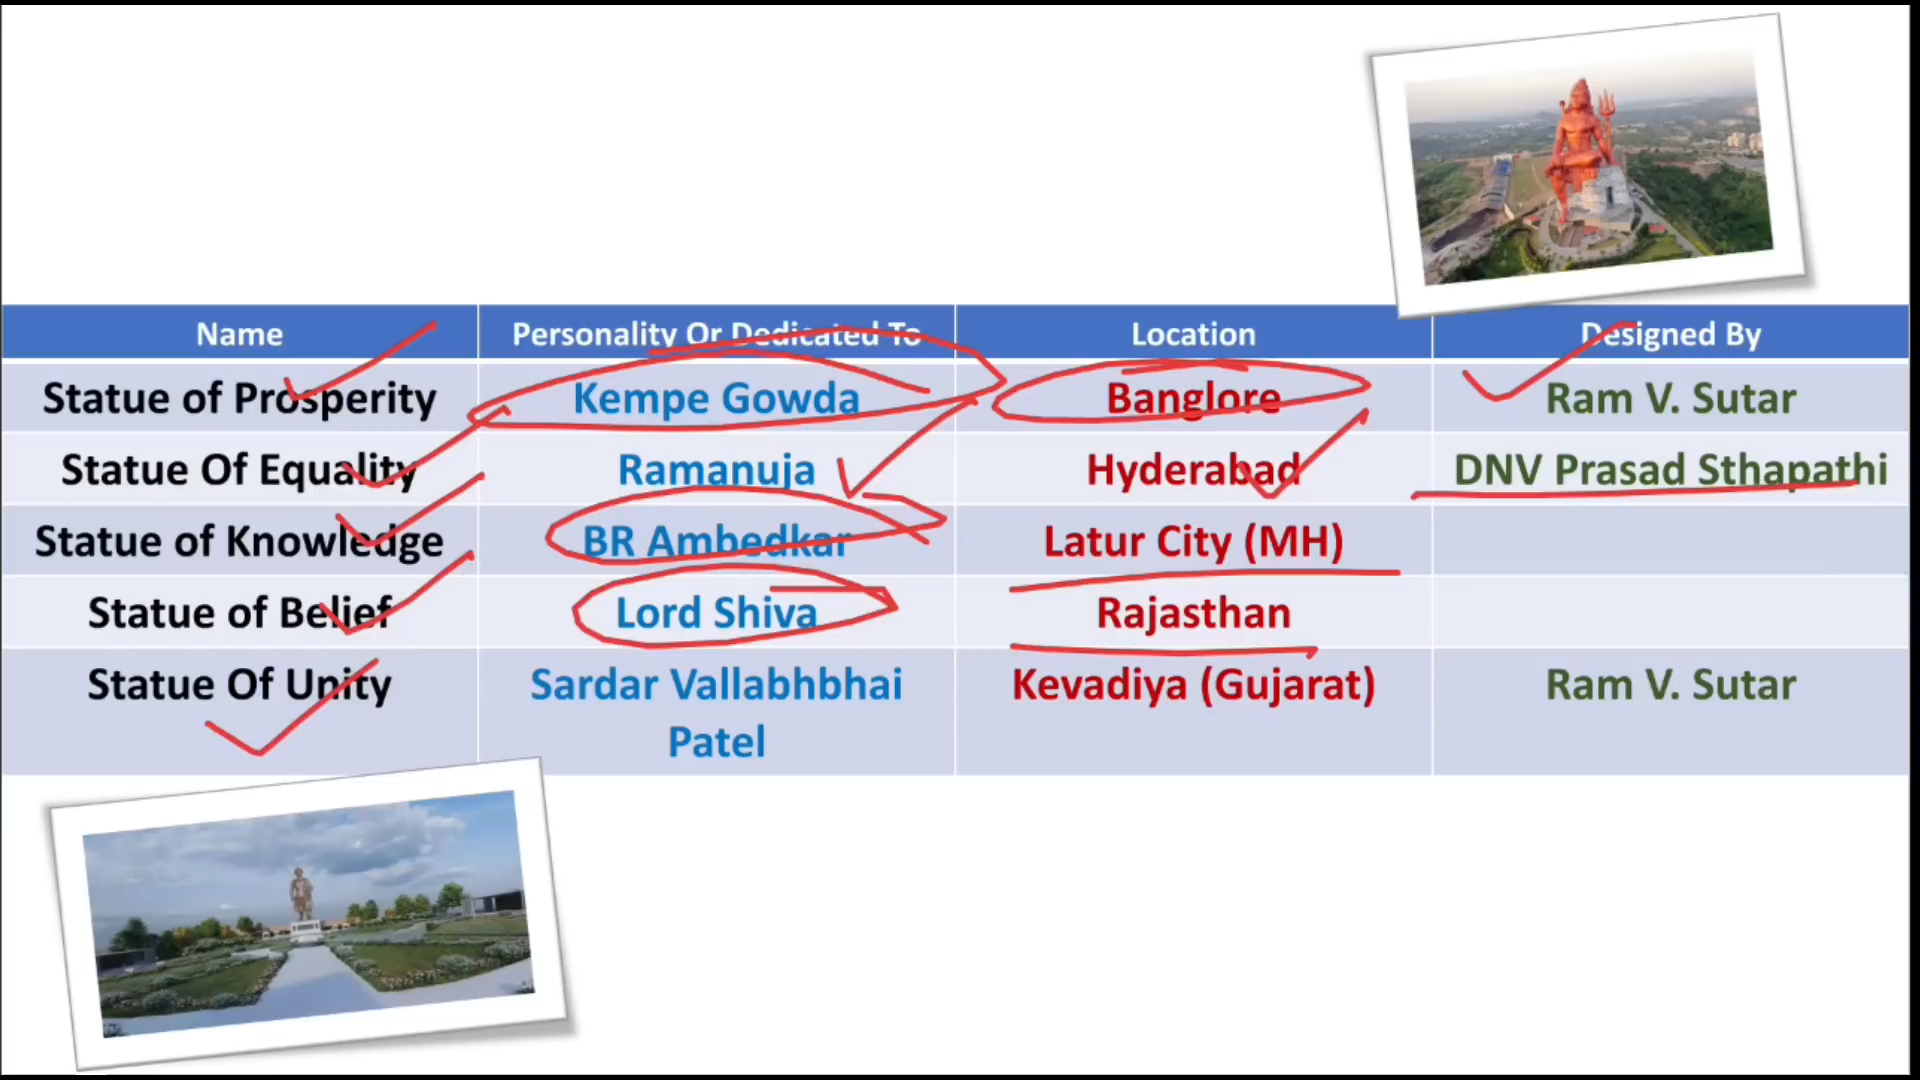 Name Personality Or Dedicated To Location Designed By
Statue of Prosperity Kempe Gowda Banglore Ram V. Sutar
Statue Of Equality Ramanuja Hyderabad DNV Prasad Sthapathi
Statue of Knowledge BR Ambedkar Latur City (MH)
Statue of Belief Lord Shiva Rajasthan
Statue Of Unity Sardar Vallabhbhai Kevadiya (Gujarat) Ram V. Sutar
Patel